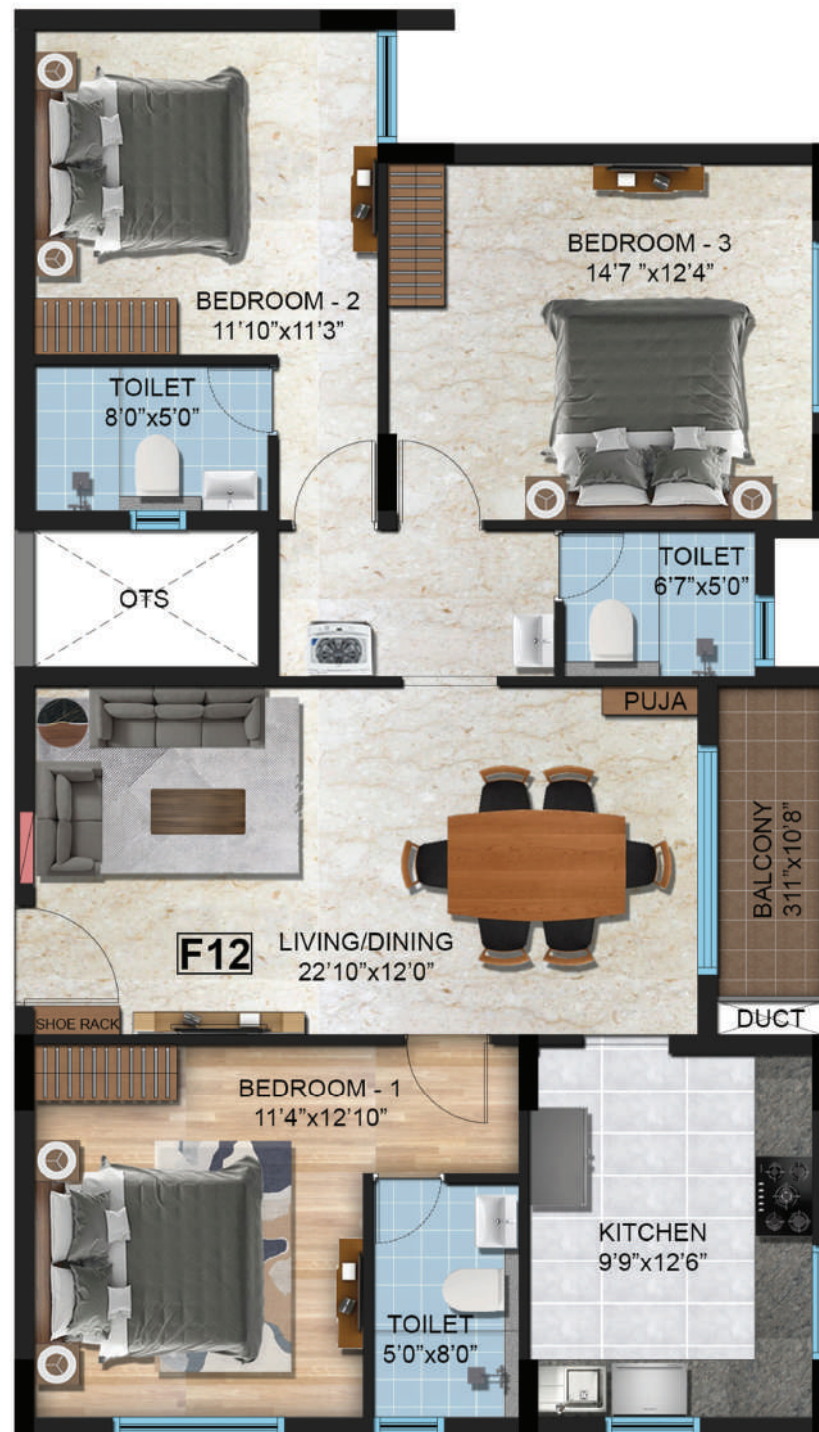 BEDROOM - 2
11'10"x11'3"
BEDROOM - 3
14'7 "x12'4"
TOILET
8'0"x5'0"
OTS
TOILET
6'7"x5'0"
PUJA
BALCONY
311"x10'8"
F12
LIVING/DINING
22'10"x12'0"
SHOE RACK
DUCT
BEDROOM - 1
11'4"x12'10"
KITCHEN
9'9"x12'6"
TOILET
5'0"x8'0"